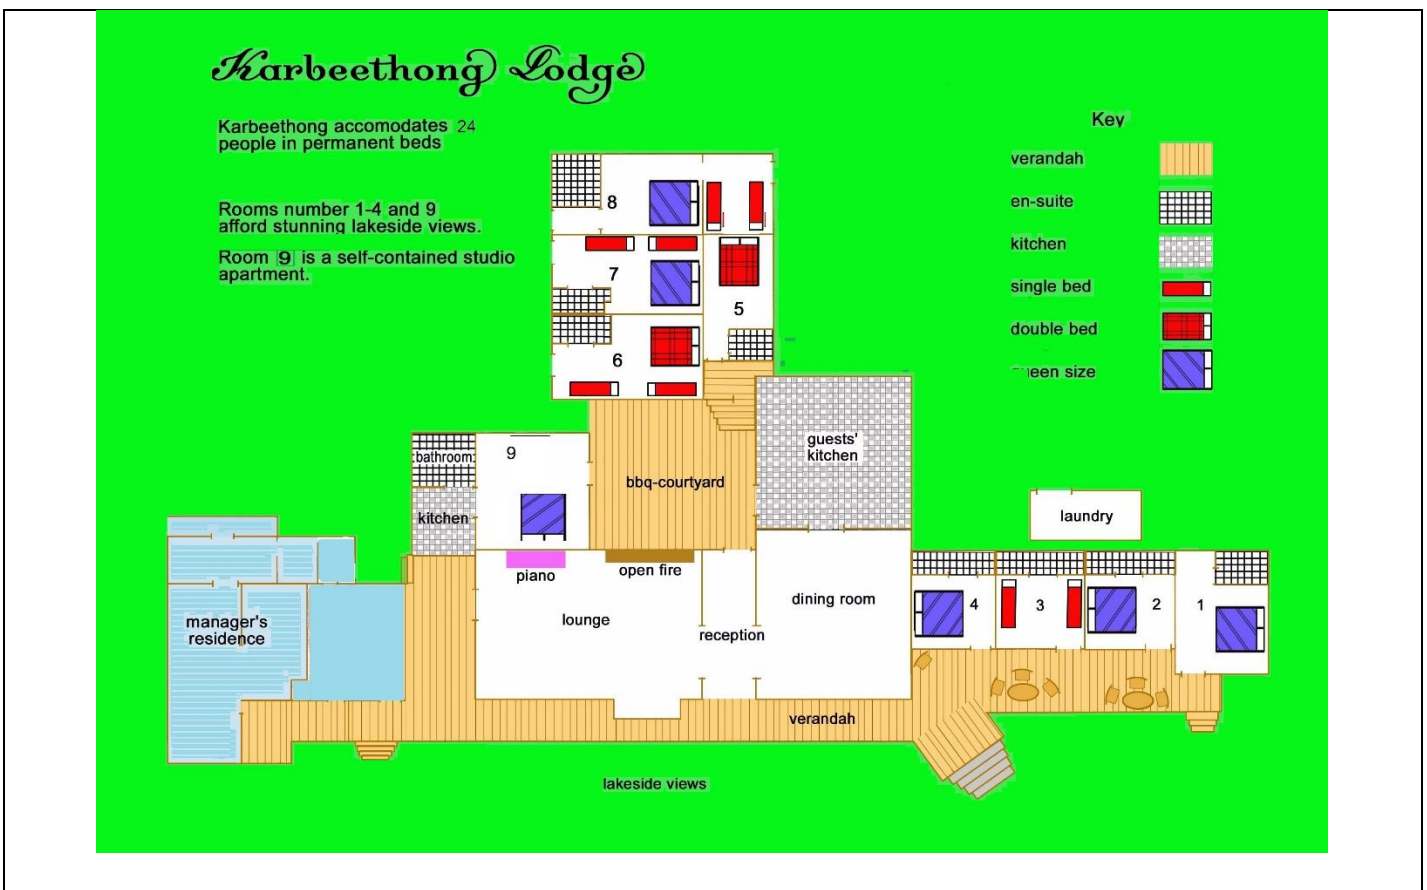 Karbeethong Lodge
Karbeethong accomodates 24
people in permanent beds
Rooms number 1-4 and 9
afford stunning lakeside views.
Room 9 is a self-contained studio
apartment.
Key
verandah
en-suite
kitchen
single bed
double bed
queen size
8
7
5
6
bathroom
9
kitchen
bbq-courtyard
guests'
kitchen
laundry
piano
open fire
lounge
reception
dining room
4
3
2
1
manager's
residence
verandah
lakeside views